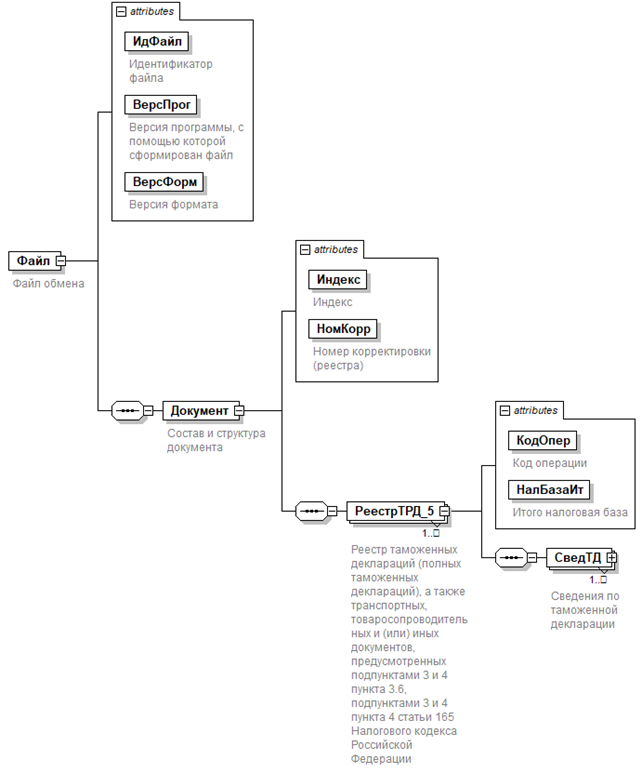 attributes
ИдФайл
Идентификатор
файла
ВерсПрог
Версия программы, с
помощью которой
сформирован файл
ВерсФорм
Версия формата
Файл
Файл обмена
attributes
Индекс
Индекс
НомКорр
Номер корректировки
(реестра)
Документ
Состав и структура
документа
attributes
КодОпер
Код операции
НалБазаИт
Итого налоговая база
РеестрТРД_5
1..
Реестр таможенных
деклараций (полных
таможенных
деклараций), а также
транспортных,
товаросопроводитель
ных и (или) иных
документов,
предусмотренных
подпунктами 3 и 4
пункта 3.6,
подпунктами 3 и 4
пункта 4 статьи 165
Налогового кодекса
Российской
Федерации
СведТД
1..
Сведения по
таможенной
декларации